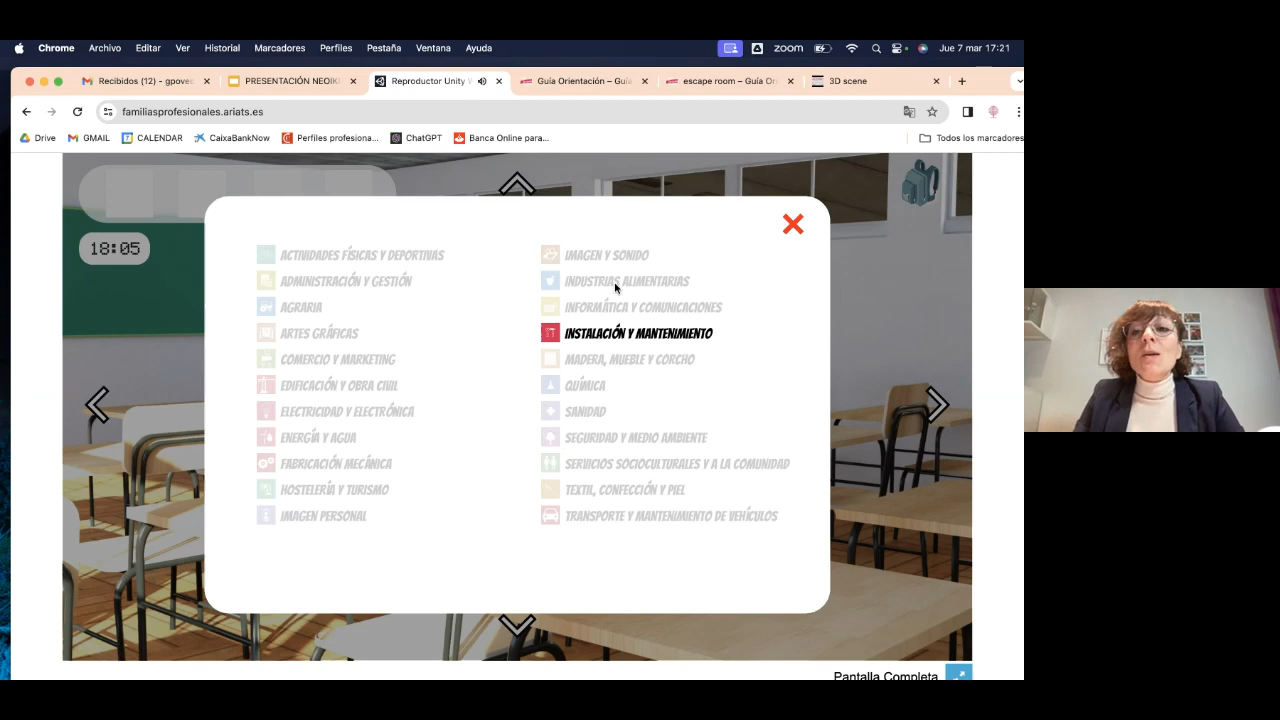 Chrome Archivo Editar Ver Historial Marcadores Perfiles Pestaña Ventana Ayuda zoom Jue 7 mar 17:21
Recibidos (12) - gpovec PRESENTACIÓN NEOIKI Reproductor Unity Guía Orientación – Guía escape room – Guía Ori 3D scene
familiasprofesionales.ariats.es
Drive GMAIL CALENDAR CaixaBankNow Perfiles profesiona... ChatGPT Banca Online para... Todos los marcadores
18:05
ACTIVIDADES FÍSICAS Y DEPORTIVAS
ADMINISTRACIÓN Y GESTIÓN
AGRARIA
ARTES GRÁFICAS
COMERCIO Y MARKETING
EDIFICACIÓN Y OBRA CIVIL
ELECTRICIDAD Y ELECTRÓNICA
ENERGÍA Y AGUA
FABRICACIÓN MECÁNICA
HOSTELERÍA Y TURISMO
IMAGEN PERSONAL
IMAGEN Y SONIDO
INDUSTRIAS ALIMENTARIAS
INFORMÁTICA Y COMUNICACIONES
INSTALACIÓN Y MANTENIMIENTO
MADERA, MUEBLE Y CORCHO
QUÍMICA
SANIDAD
SEGURIDAD Y MEDIO AMBIENTE
SERVICIOS SOCIOCULTURALES Y A LA COMUNIDAD
TEXTIL, CONFECCIÓN Y PIEL
TRANSPORTE Y MANTENIMIENTO DE VEHÍCULOS
Pantalla Completa